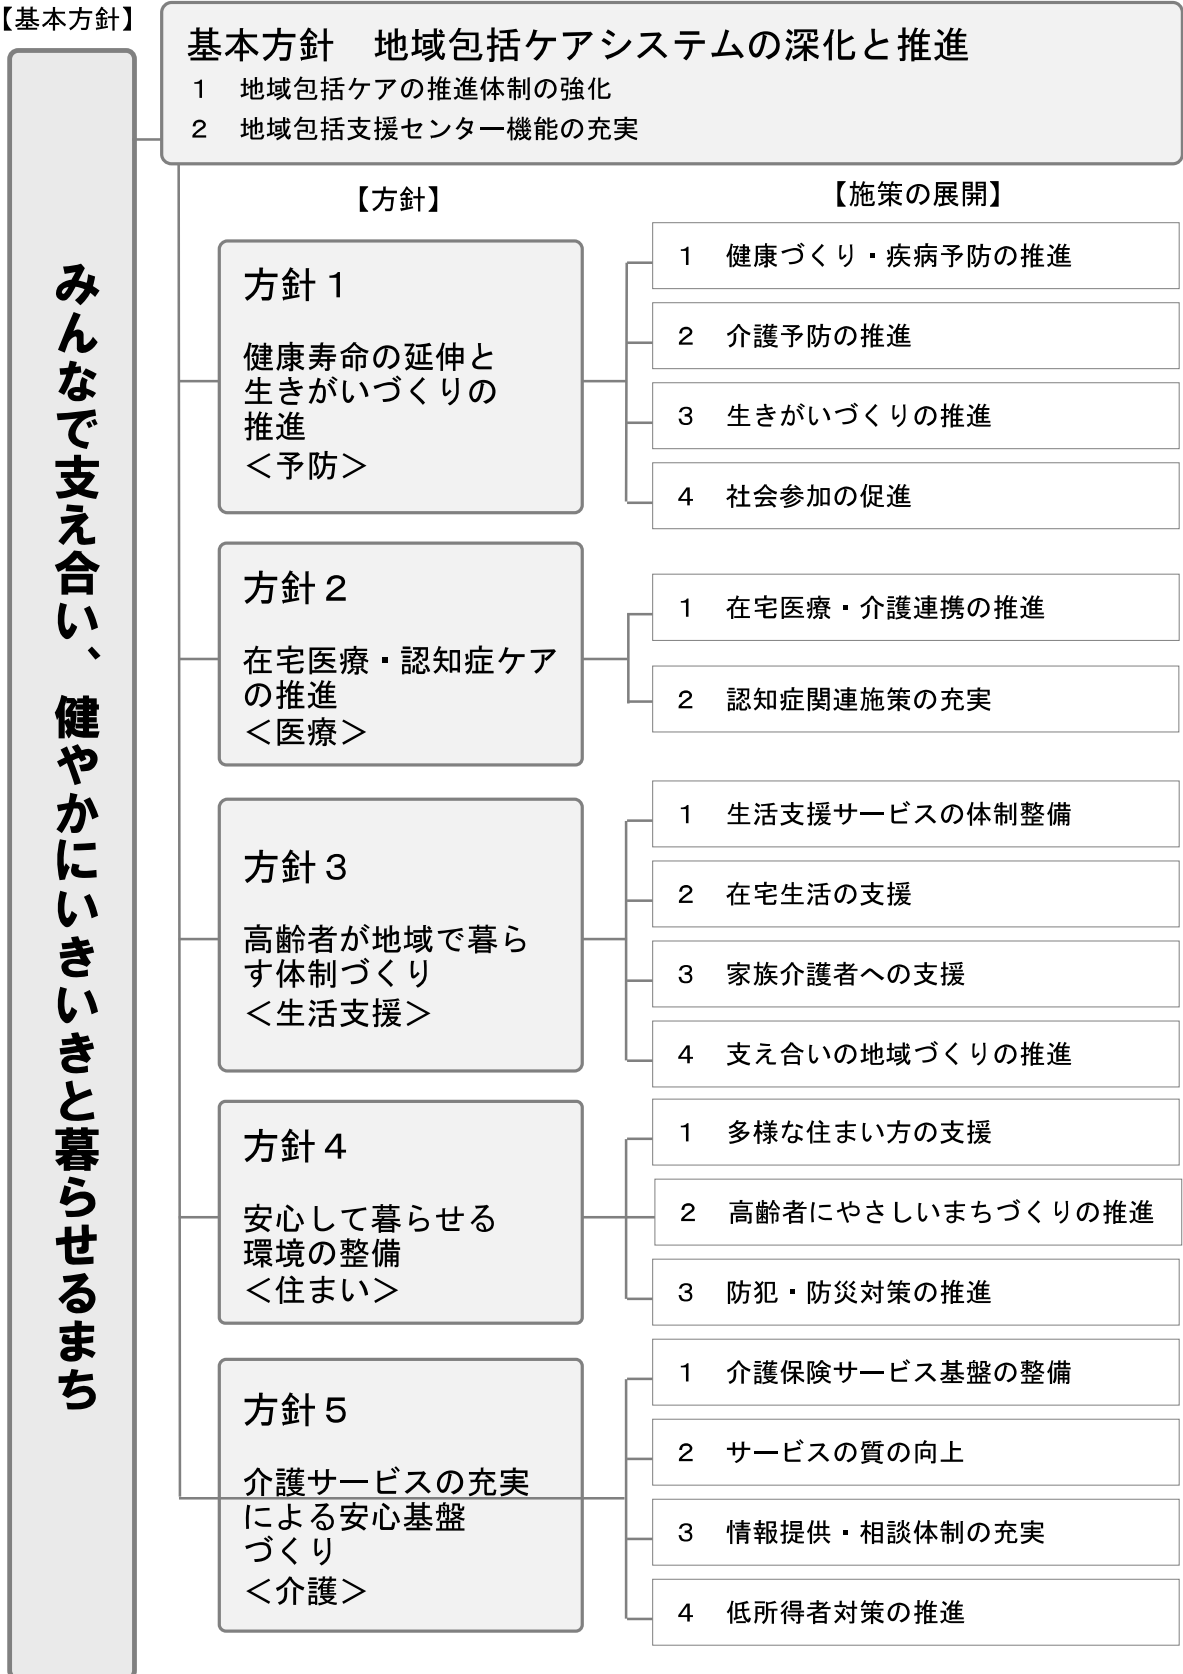 【基本方針】
みんなで支え合い、健やかにいきいきと暮らせるまち
基本方針　地域包括ケアシステムの深化と推進
１　地域包括ケアの推進体制の強化
２　地域包括支援センター機能の充実
【方針】
【施策の展開】
方針１
健康寿命の延伸と
生きがいづくりの
推進
＜予防＞
１　健康づくり・疾病予防の推進
２　介護予防の推進
３　生きがいづくりの推進
４　社会参加の促進
方針２
在宅医療・認知症ケア
の推進
＜医療＞
１　在宅医療・介護連携の推進
２　認知症関連施策の充実
方針３
高齢者が地域で暮ら
す体制づくり
＜生活支援＞
１　生活支援サービスの体制整備
２　在宅生活の支援
３　家族介護者への支援
４　支え合いの地域づくりの推進
方針４
安心して暮らせる
環境の整備
＜住まい＞
１　多様な住まい方の支援
２　高齢者にやさしいまちづくりの推進
３　防犯・防災対策の推進
方針５
介護サービスの充実
による安心基盤
づくり
＜介護＞
１　介護保険サービス基盤の整備
２　サービスの質の向上
３　情報提供・相談体制の充実
４　低所得者対策の推進